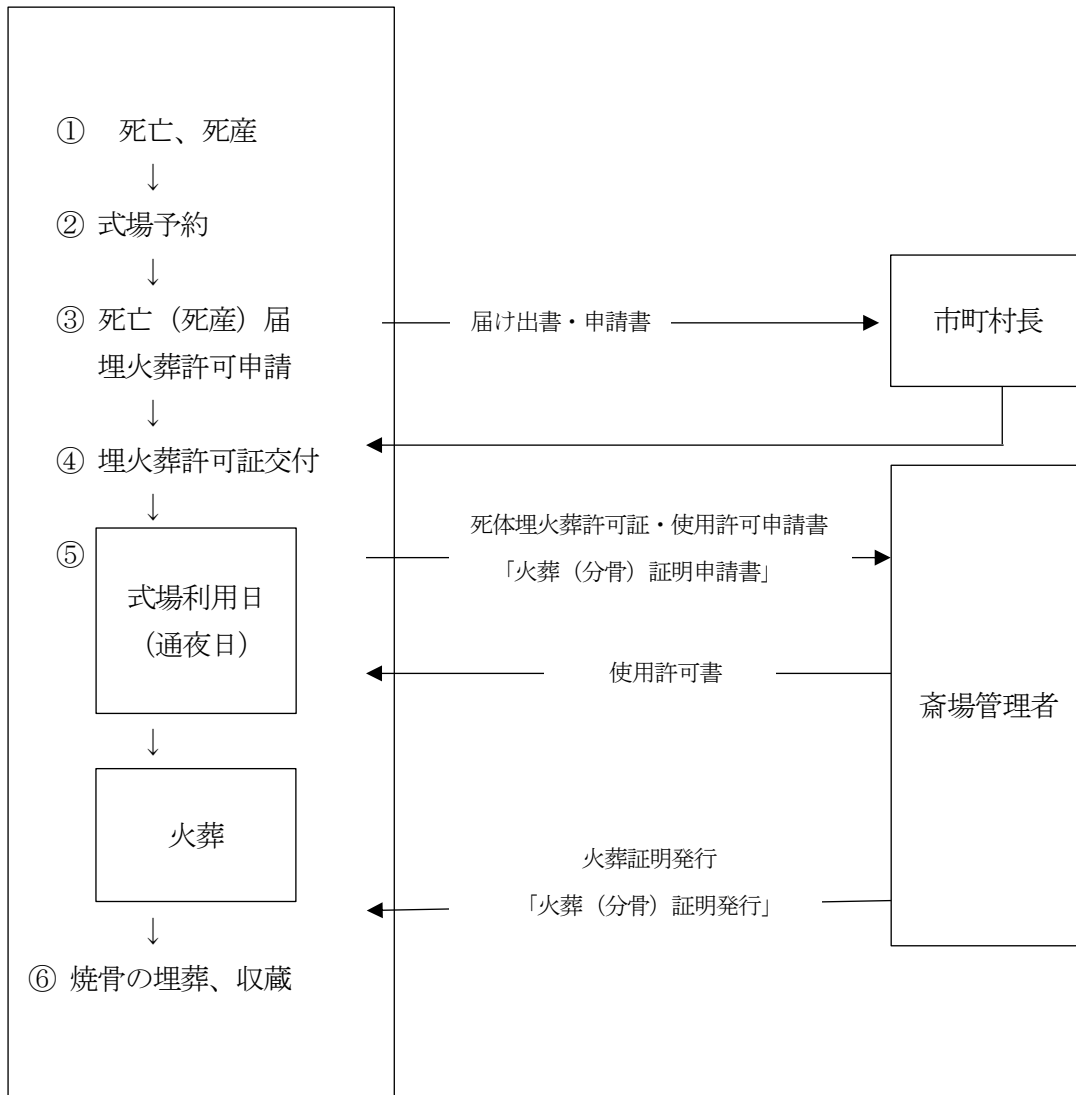 ① 死亡、死産
↓
② 式場予約
↓
③ 死亡（死産）届
埋火葬許可申請
届け出書・申請書
市町村長
↓
④ 埋火葬許可証交付
↓
⑤
式場利用日
（通夜日）
死体埋火葬許可証・使用許可申請書
「火葬（分骨）証明申請書」
使用許可書
斎場管理者
↓
火葬
火葬証明発行
「火葬（分骨）証明発行」
↓
⑥ 焼骨の埋葬、収蔵